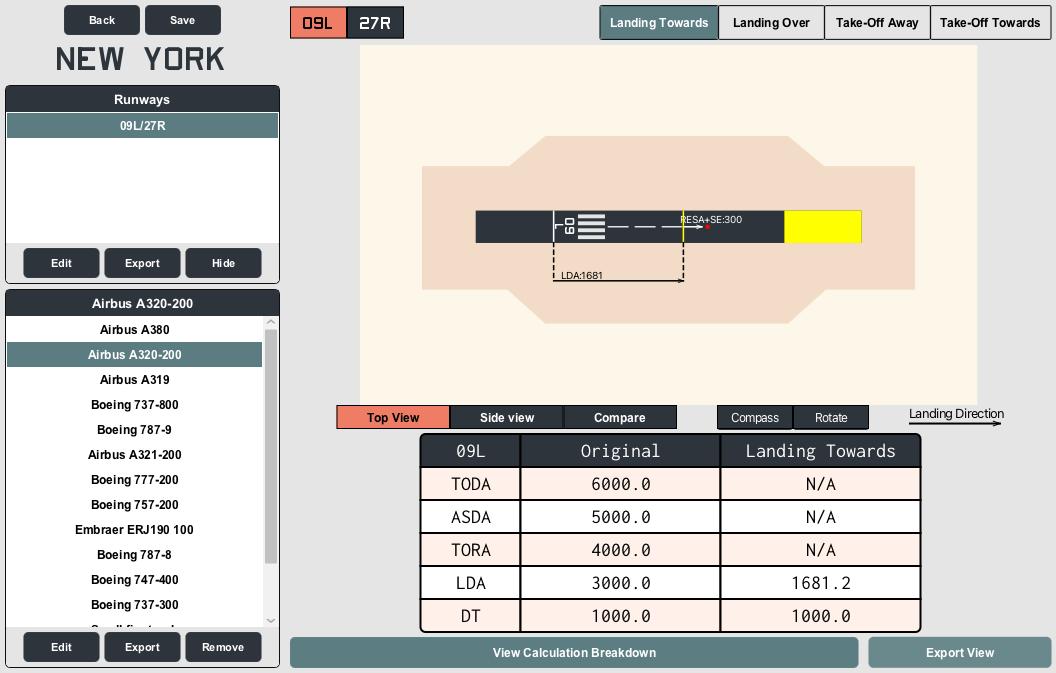 Back
Save
NEW YORK
Runways
09L/27R
Edit
Export
Hide
Airbus A320-200
Airbus A380
Airbus A320-200
Airbus A319
Boeing 737-800
Boeing 787-9
Airbus A321-200
Boeing 777-200
Boeing 757-200
Embraer ERJ190 100
Boeing 787-8
Boeing 747-400
Boeing 737-300
Edit
Export
Remove
09L
27R
Landing Towards
Landing Over
Take-Off Away
Take-Off Towards
09
L
RESA+SE:300
LDA:1681
Top View
Side view
Compare
Compass
Rotate
Landing Direction
09L Original Landing Towards
TODA 6000.0 N/A
ASDA 5000.0 N/A
TORA 4000.0 N/A
LDA 3000.0 1681.2
DT 1000.0 1000.0
View Calculation Breakdown
Export View